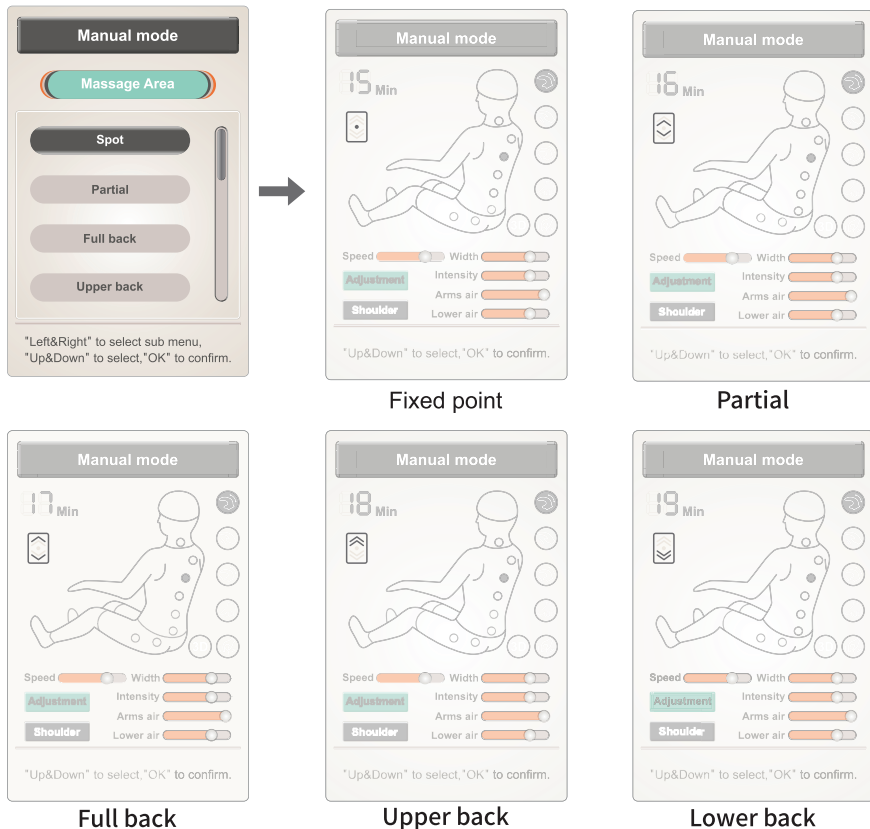 Manual mode
Massage Area
Spot
Partial
Full back
Upper back
"Left&Right" to select sub menu,
"Up&Down" to select,"OK" to confirm.
Manual mode
15 Min
Speed
Width
Adjustment
Intensity
Arms air
Shoulder
Lower air
"Up&Down" to select,"OK" to confirm.
Fixed point
Manual mode
16 Min
Speed
Width
Adjustment
Intensity
Arms air
Shoulder
Lower air
"Up&Down" to select,"OK" to confirm.
Partial
Manual mode
17 Min
Speed
Width
Adjustment
Intensity
Arms air
Shoulder
Lower air
"Up&Down" to select,"OK" to confirm.
Full back
Manual mode
18 Min
Speed
Width
Adjustment
Intensity
Arms air
Shoulder
Lower air
"Up&Down" to select,"OK" to confirm.
Upper back
Manual mode
19 Min
Speed
Width
Adjustment
Intensity
Arms air
Shoulder
Lower air
"Up&Down" to select,"OK" to confirm.
Lower back